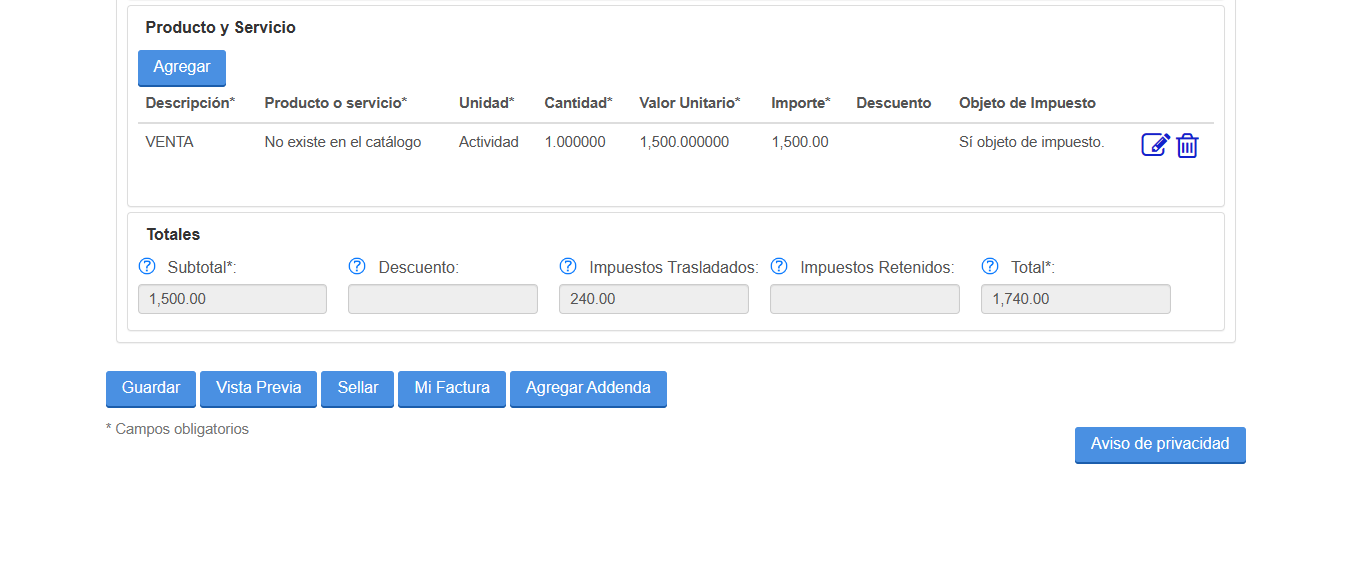 Producto y Servicio
Agregar
Descripción* Producto o servicio* Unidad* Cantidad* Valor Unitario* Importe* Descuento Objeto de Impuesto
VENTA No existe en el catálogo Actividad 1.000000 1,500.000000 1,500.00 Sí objeto de impuesto.
Totales
? Subtotal*: ? Descuento: ? Impuestos Trasladados: ? Impuestos Retenidos: ? Total*:
1,500.00 240.00 1,740.00
Guardar Vista Previa Sellar Mi Factura Agregar Addenda
* Campos obligatorios
Aviso de privacidad